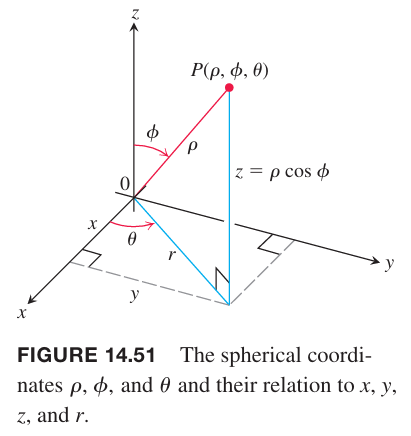 z
P(ρ, ϕ, θ)
ϕ
ρ
z = ρ cos ϕ
0
x
θ
r
y
y
x
FIGURE 14.51 The spherical coordi-
nates ρ, ϕ, and θ and their relation to x, y,
z, and r.